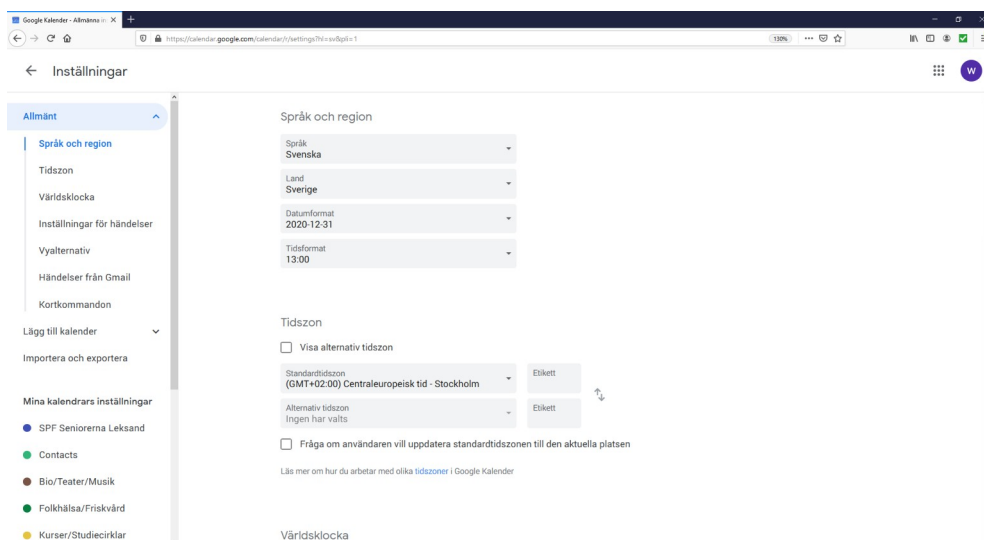 Google Kalender - Allmänna in
https://calendar.google.com/calendar/r/settings?hl=sv&pli=1
130%
Inställningar
W
Allmänt
Språk och region
Tidszon
Världsklocka
Inställningar för händelser
Vyalternativ
Händelser från Gmail
Kortkommandon
Lägg till kalender
Importera och exportera
Mina kalendrars inställningar
SPF Seniorerna Leksand
Contacts
Bio/Teater/Musik
Folkhälsa/Friskvård
Kurser/Studiecirklar
Språk och region
Språk
Svenska
Land
Sverige
Datumformat
2020-12-31
Tidsformat
13:00
Tidszon
Visa alternativ tidszon
Standardtidszon
(GMT+02:00) Centraleuropeisk tid - Stockholm
Etikett
Alternativ tidszon
Ingen har valts
Etikett
Fråga om användaren vill uppdatera standardtidszonen till den aktuella platsen
Läs mer om hur du arbetar med olika tidszoner i Google Kalender
Världsklocka